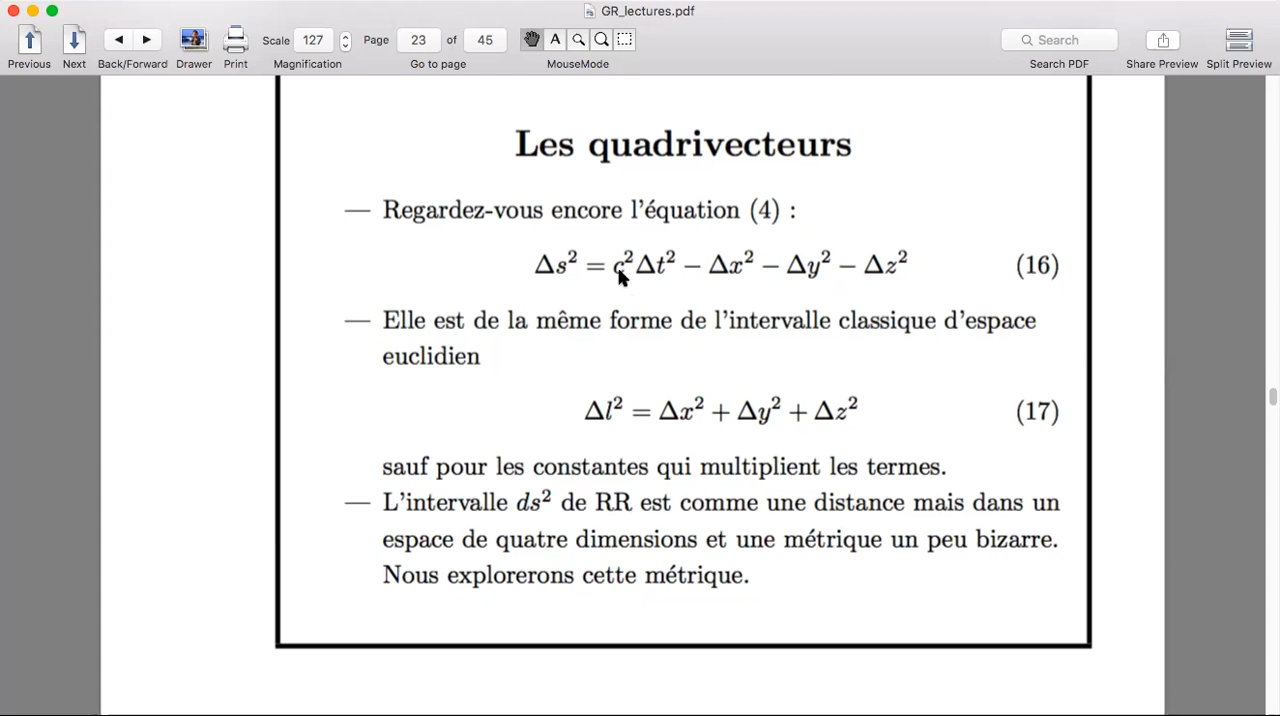 GR_lectures.pdf
Scale 127 Page 23 of 45 Search
Previous Next Back/Forward Drawer Print Magnification Go to page MouseMode Search PDF Share Preview Split Preview
Les quadrivecteurs
— Regardez-vous encore l'équation (4) :
Δs² = c²Δt² − Δx² − Δy² − Δz² (16)
— Elle est de la même forme de l'intervalle classique d'espace
euclidien
Δl² = Δx² + Δy² + Δz² (17)
sauf pour les constantes qui multiplient les termes.
— L'intervalle ds² de RR est comme une distance mais dans un
espace de quatre dimensions et une métrique un peu bizarre.
Nous explorerons cette métrique.